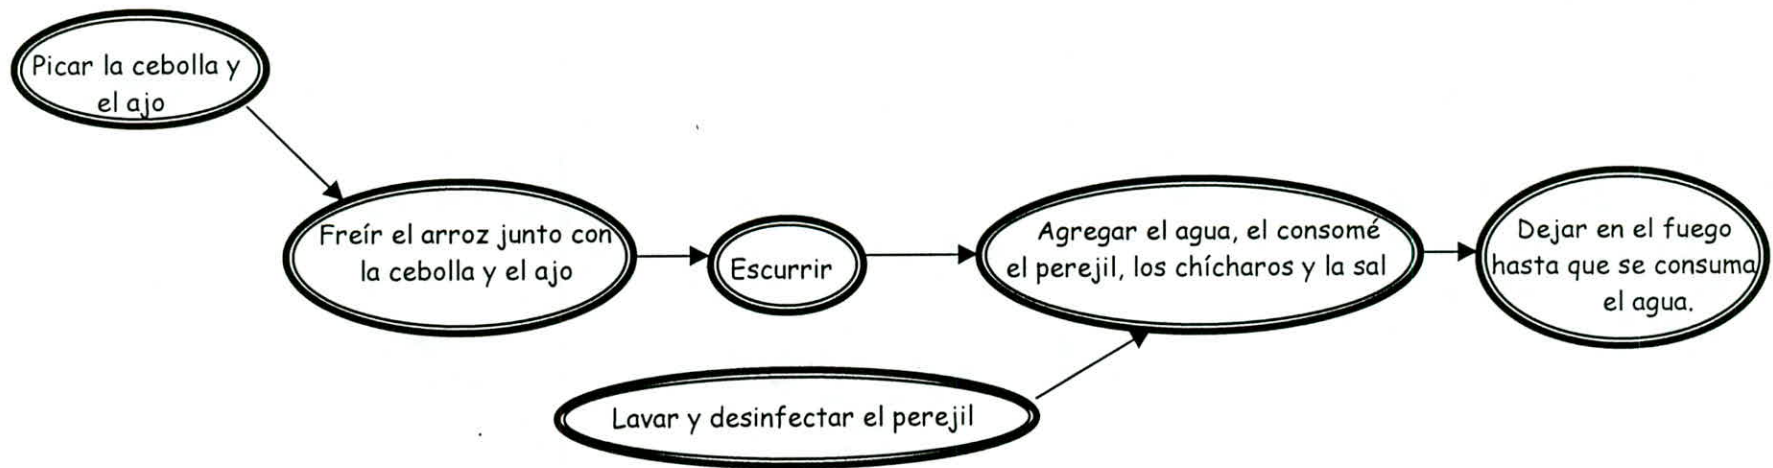 Picar la cebolla y
el ajo
Freír el arroz junto con
la cebolla y el ajo
Escurrir
Agregar el agua, el consomé
el perejil, los chícharos y la sal
Dejar en el fuego
hasta que se consuma
el agua.
Lavar y desinfectar el perejil